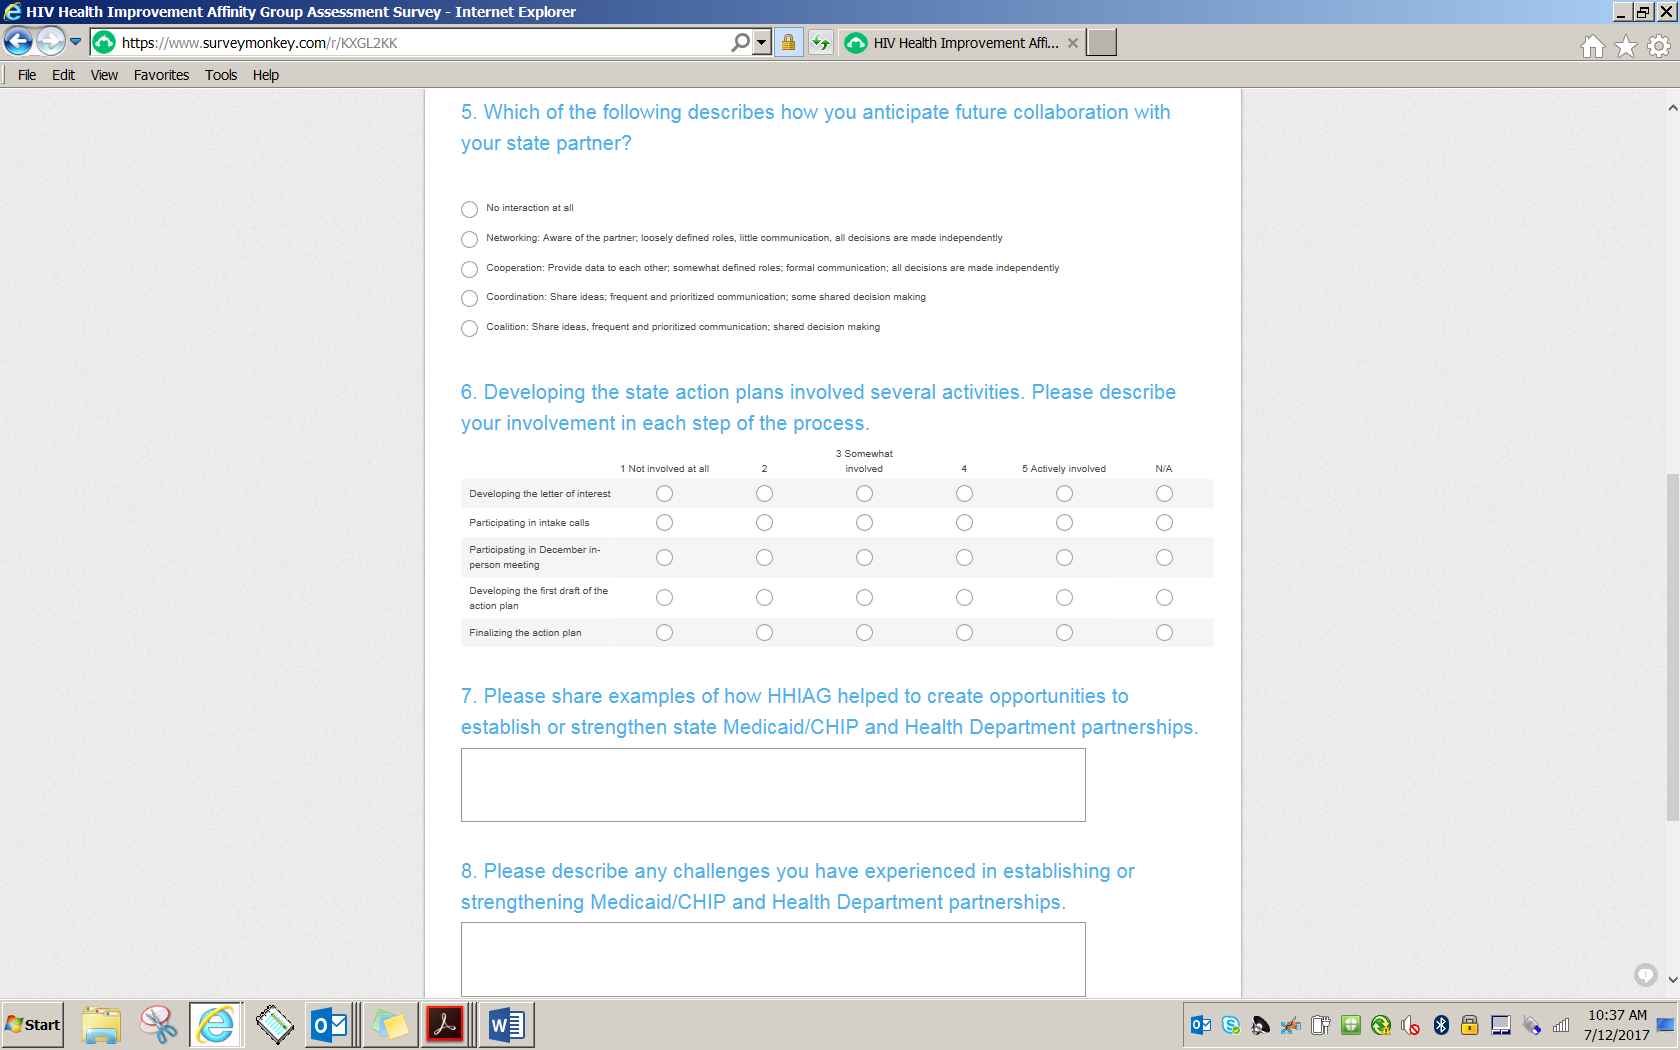 HIV Health Improvement Affinity Group Assessment Survey - Internet Explorer
https://www.surveymonkey.com/r/KXGL2KK
HIV Health Improvement Affi...
File Edit View Favorites Tools Help
5. Which of the following describes how you anticipate future collaboration with
your state partner?
No interaction at all
Networking: Aware of the partner; loosely defined roles, little communication, all decisions are made independently
Cooperation: Provide data to each other; somewhat defined roles; formal communication; all decisions are made independently
Coordination: Share ideas; frequent and prioritized communication; some shared decision making
Coalition: Share ideas, frequent and prioritized communication; shared decision making
6. Developing the state action plans involved several activities. Please describe
your involvement in each step of the process.
3 Somewhat
1 Not involved at all 2 involved 4 5 Actively involved N/A
Developing the letter of interest
Participating in intake calls
Participating in December in-
person meeting
Developing the first draft of the
action plan
Finalizing the action plan
7. Please share examples of how HHIAG helped to create opportunities to
establish or strengthen state Medicaid/CHIP and Health Department partnerships.
8. Please describe any challenges you have experienced in establishing or
strengthening Medicaid/CHIP and Health Department partnerships.
Start
10:37 AM
7/12/2017